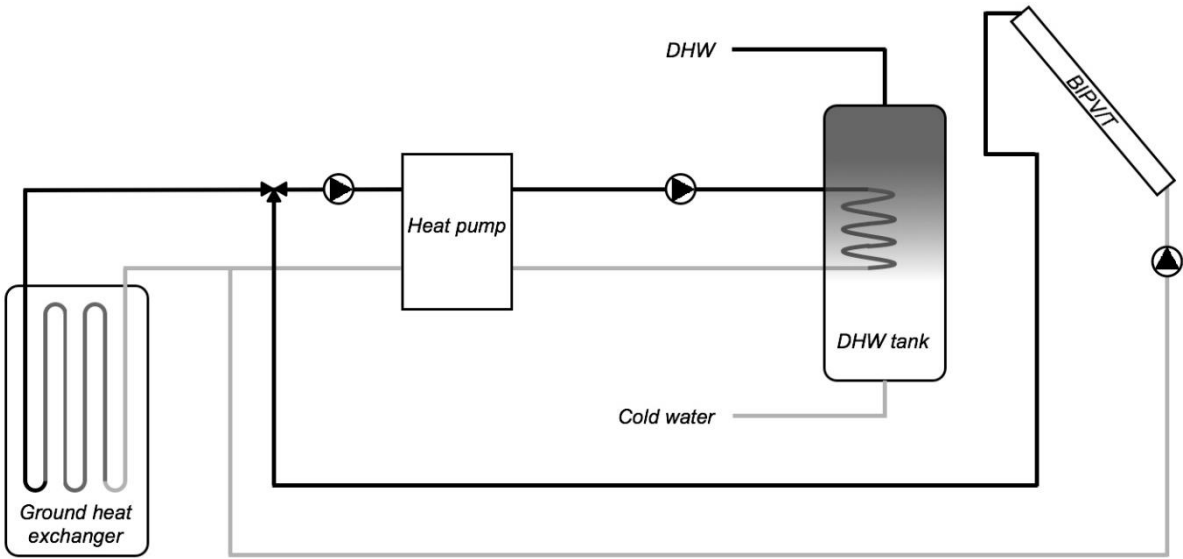 DHW
BIPV/T
Heat pump
DHW tank
Cold water
Ground heat
exchanger